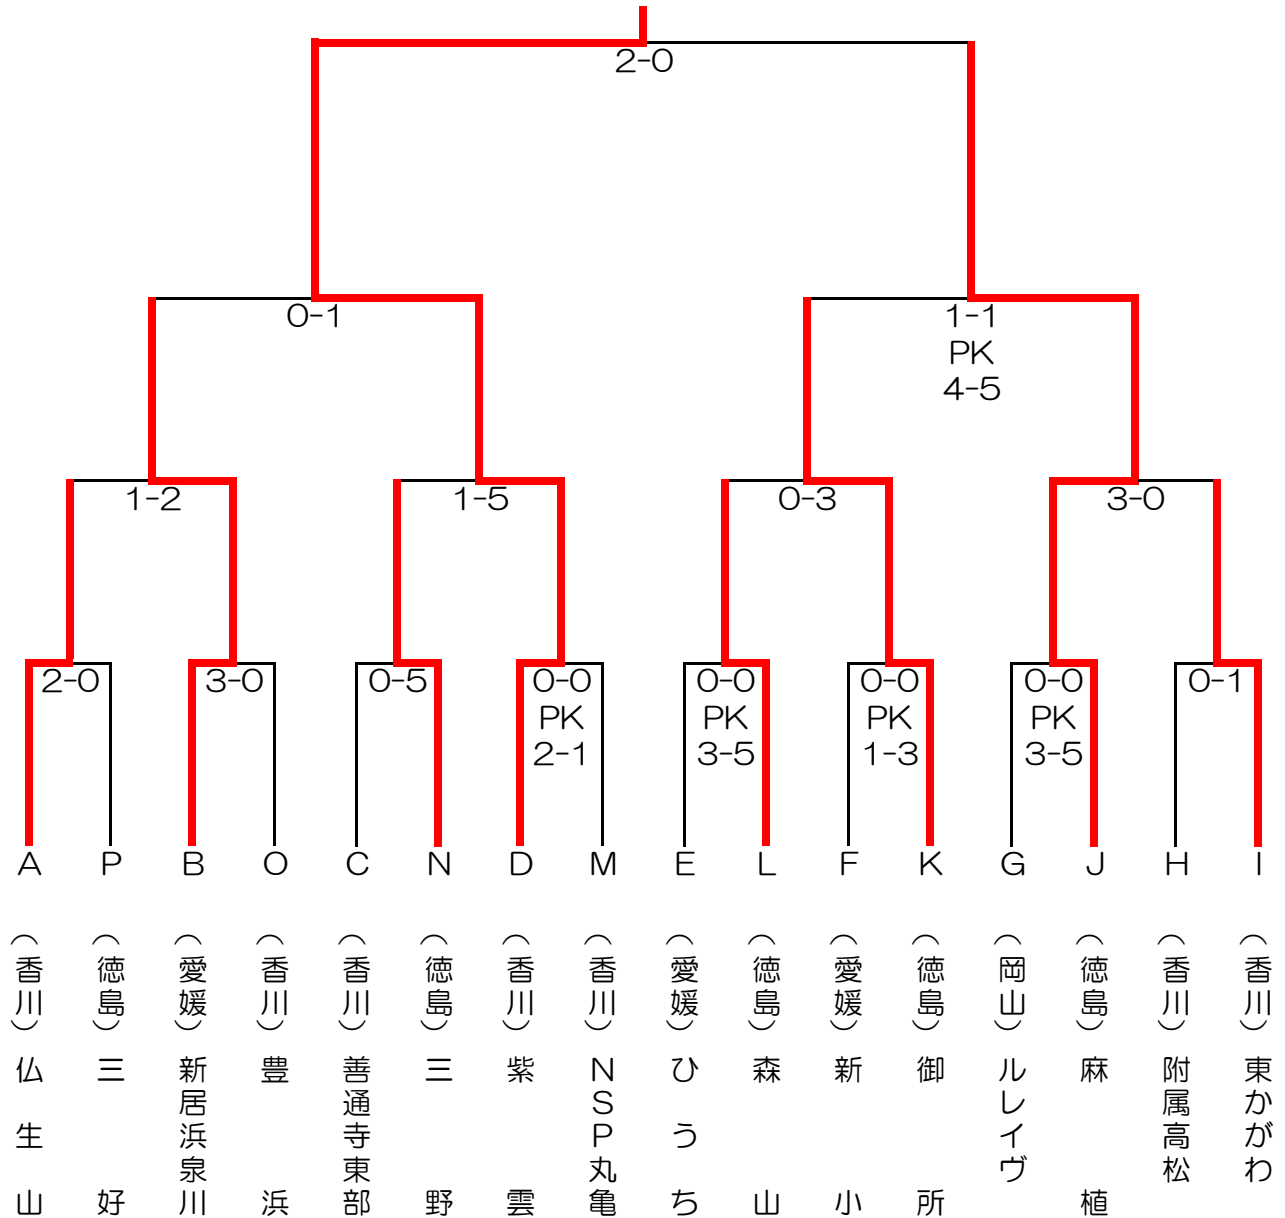 2-0
0-1
1-1
PK
4-5
1-2
1-5
0-3
3-0
2-0
3-0
0-5
0-0
PK
2-1
0-0
PK
3-5
0-0
PK
1-3
0-0
PK
3-5
0-1
A P B O C N D M E L F K G J H I
（香川）仏生山
（徳島）三好
（愛媛）新居浜泉川
（香川）豊浜
（香川）善通寺東部
（徳島）三野
（香川）紫雲
（香川）NSP丸亀
（愛媛）ひうち
（徳島）森山
（愛媛）新小
（徳島）御所
（岡山）ルレイヴ
（徳島）麻植
（香川）附属高松
（香川）東かがわ